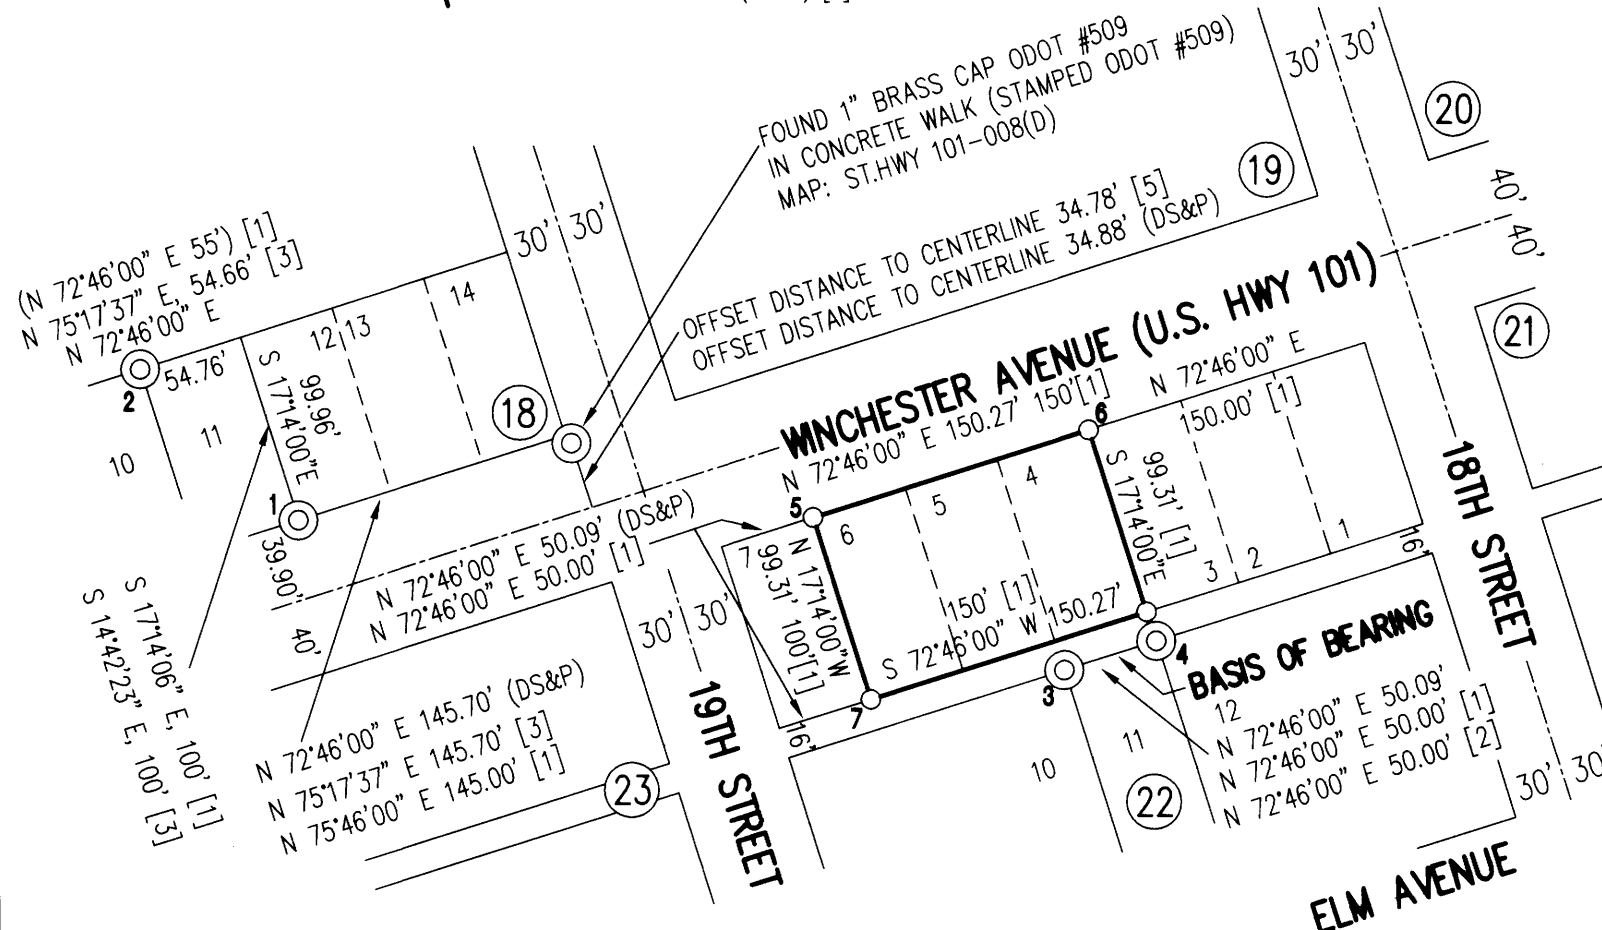 FOUND 1" BRASS CAP ODOT #509
IN CONCRETE WALK (STAMPED ODOT #509)
MAP: ST.HWY 101-008(D)
30' 30'
20
19
40'
40'
OFFSET DISTANCE TO CENTERLINE 34.78' [5]
OFFSET DISTANCE TO CENTERLINE 34.88' (DS&P)
30' 30'
(N 72°46'00" E 55') [1]
N 75°17'37" E, 54.66' [3]
N 72°46'00" E
2
54.76'
12 13
14
S 17°14'00"E
99.96'
18
10
11
1
39.90'
40'
WINCHESTER AVENUE (U.S. HWY 101)
N 72°46'00" E 150.27' 150'[1]
N 72°46'00" E
150.00' [1]
21
5
6
6
5
4
S 17°14'00"E
99.31' [1]
3
2
1
16'
18TH STREET
N 72°46'00" E 50.09' (DS&P)
N 72°46'00" E 50.00' [1]
7
N 17°14'00"W
99.31' 100'[1]
150' [1]
S 72°46'00" W 150.27'
30' 30'
19TH STREET
16'
7
3
4
BASIS OF BEARING
S 17°14'06" E, 100' [1]
S 14°42'23" E, 100' [3]
N 72°46'00" E 145.70' (DS&P)
N 75°17'37" E 145.70' [3]
N 75°46'00" E 145.00' [1]
23
10
11
12
22
N 72°46'00" E 50.09'
N 72°46'00" E 50.00' [1]
N 72°46'00" E 50.00' [2]
30' 30'
ELM AVENUE